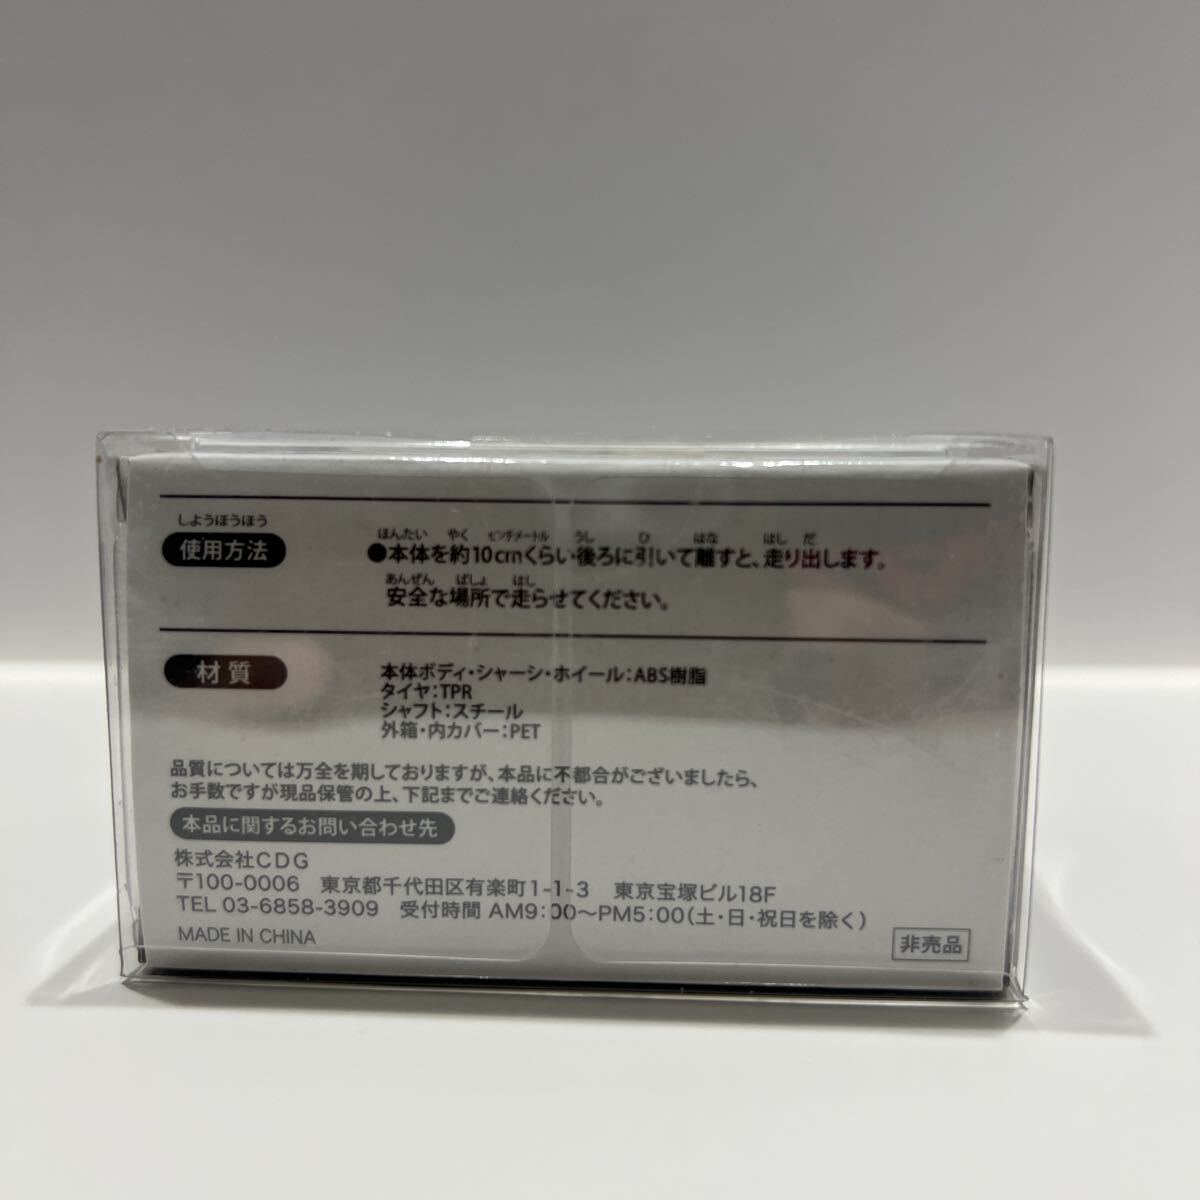 しようほうほう
使用方法
ほんたい やく センチメートル うし ひ はな はし だ
●本体を約10cmくらい後ろに引いて離すと、走り出します。
あんぜん ばしょ はし
安全な場所で走らせてください。
材質
本体ボディ・シャーシ・ホイール:ABS樹脂
タイヤ:TPR
シャフト:スチール
外箱・内カバー:PET
品質については万全を期しておりますが、本品に不都合がございましたら、
お手数ですが現品保管の上、下記までご連絡ください。
本品に関するお問い合わせ先
株式会社CDG
〒100-0006 東京都千代田区有楽町1-1-3 東京宝塚ビル18F
TEL 03-6858-3909 受付時間 AM9:00～PM5:00(土・日・祝日を除く)
MADE IN CHINA
非売品